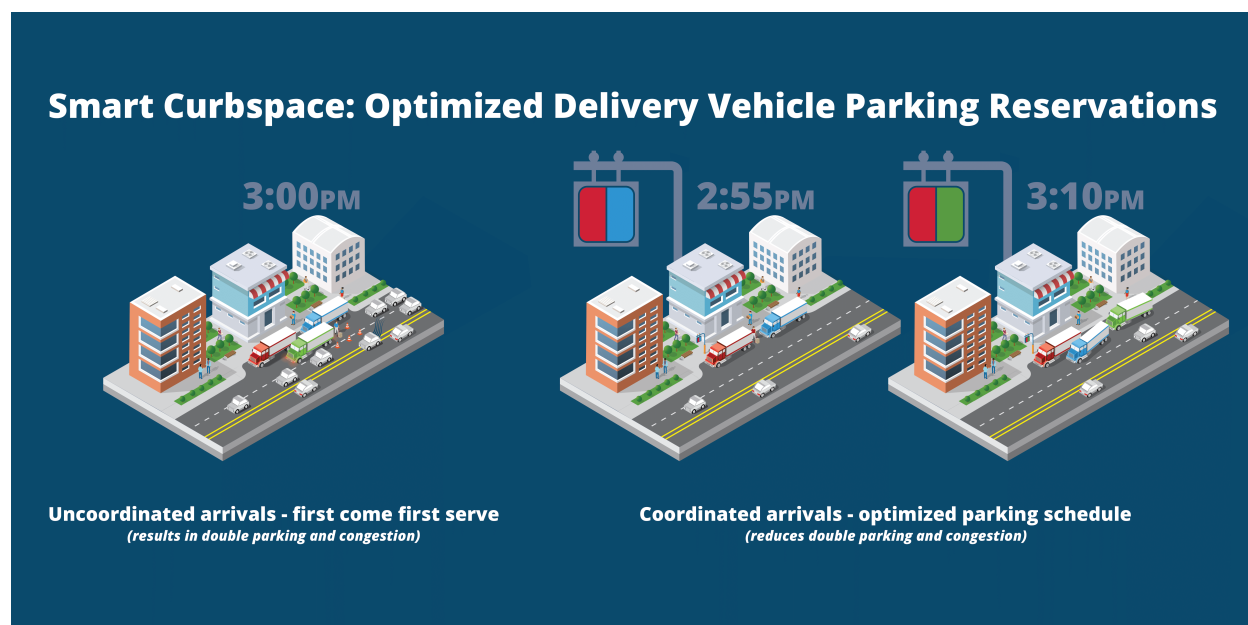 Smart Curbspace: Optimized Delivery Vehicle Parking Reservations
3:00PM
2:55PM
3:10PM
Uncoordinated arrivals - first come first serve
(results in double parking and congestion)
Coordinated arrivals - optimized parking schedule
(reduces double parking and congestion)